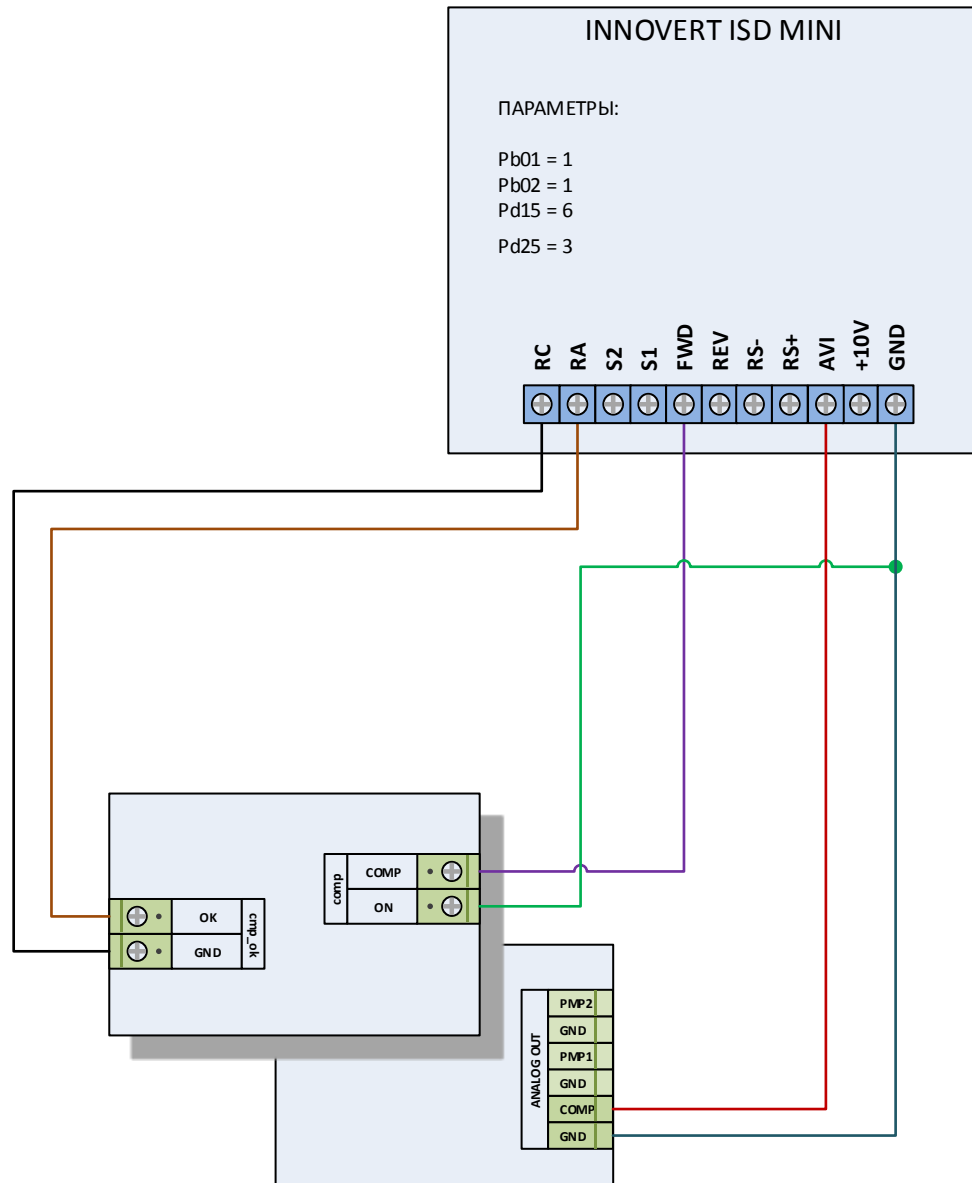 INNOVERT ISD MINI
ПАРАМЕТРЫ:
Pb01 = 1
Pb02 = 1
Pd15 = 6
Pd25 = 3
RC
RA
S2
S1
FWD
REV
RS-
RS+
AVI
+10V
GND
comp
COMP
ON
OK
GND
cmp_ok
ANALOG OUT
PMP2
GND
PMP1
GND
COMP
GND